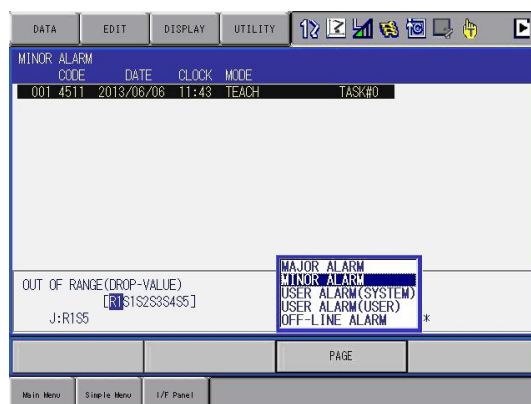 DATA EDIT DISPLAY UTILITY
MINOR ALARM
CODE DATE CLOCK MODE
001 4511 2013/06/06 11:43 TEACH TASK#0
MAJOR ALARM
MINOR ALARM
USER ALARM(SYSTEM)
USER ALARM(USER)
OFF-LINE ALARM
OUT OF RANGE(DROP-VALUE)
[R1S1S2S3S4S5]
J:R1S5 *
PAGE
Main Menu Simple Menu I/F Panel